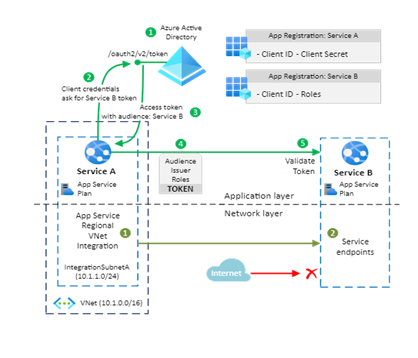 1
Azure Active
Directory
App Registration: Service A
- Client ID - Client Secret
/oauth2/v2/token
App Registration: Service B
- Client ID - Roles
2
Client credentials
ask for Service B token
Access token
with audience: Service B
3
4
5
Service A
Audience
Issuer
Roles
TOKEN
Validate
Token
Service B
App Service
Plan
App Service
Plan
Application layer
Network layer
App Service
Regional
VNet
Integration
1
2
Service
endpoints
IntegrationSubnetA
(10.1.1.0/24)
Internet
VNet (10.1.0.0/16)